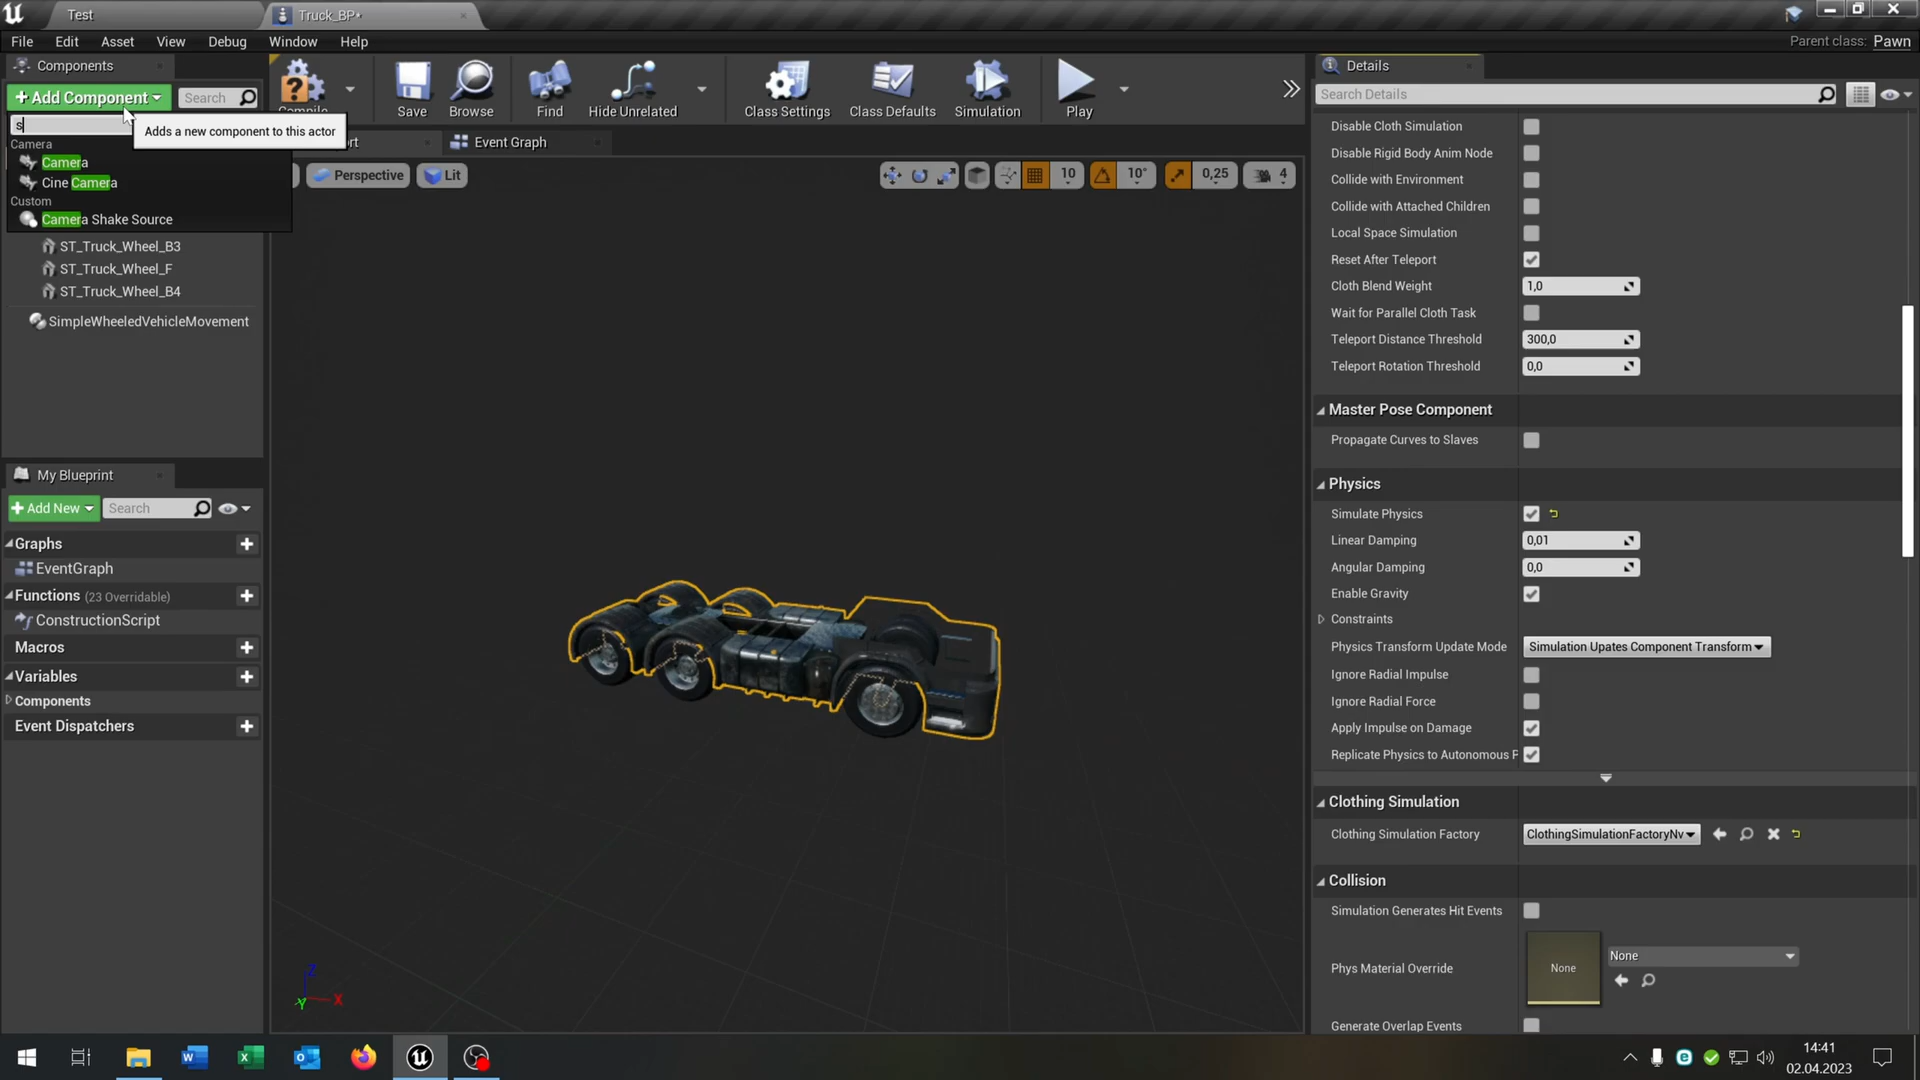 Test
Truck_BP*
File Edit Asset View Debug Window Help
Parent class: Pawn
Components
+ Add Component
Search
s
Adds a new component to this actor
Camera
Camera
Cine Camera
Custom
Camera Shake Source
ST_Truck_Wheel_B3
ST_Truck_Wheel_F
ST_Truck_Wheel_B4
SimpleWheeledVehicleMovement
My Blueprint
+ Add New
Search
Graphs
EventGraph
Functions (23 Overridable)
ConstructionScript
Macros
Variables
Components
Event Dispatchers
Compile Save Browse Find Hide Unrelated Class Settings Class Defaults Simulation Play
Event Graph
Perspective Lit
10 10° 0,25 4
Z
Y X
Details
Search Details
Disable Cloth Simulation
Disable Rigid Body Anim Node
Collide with Environment
Collide with Attached Children
Local Space Simulation
Reset After Teleport
Cloth Blend Weight 1,0
Wait for Parallel Cloth Task
Teleport Distance Threshold 300,0
Teleport Rotation Threshold 0,0
Master Pose Component
Propagate Curves to Slaves
Physics
Simulate Physics
Linear Damping 0,01
Angular Damping 0,0
Enable Gravity
Constraints
Physics Transform Update Mode Simulation Upates Component Transform
Ignore Radial Impulse
Ignore Radial Force
Apply Impulse on Damage
Replicate Physics to Autonomous P
Clothing Simulation
Clothing Simulation Factory ClothingSimulationFactoryNv
Collision
Simulation Generates Hit Events
Phys Material Override None None
Generate Overlap Events
14:41
02.04.2023